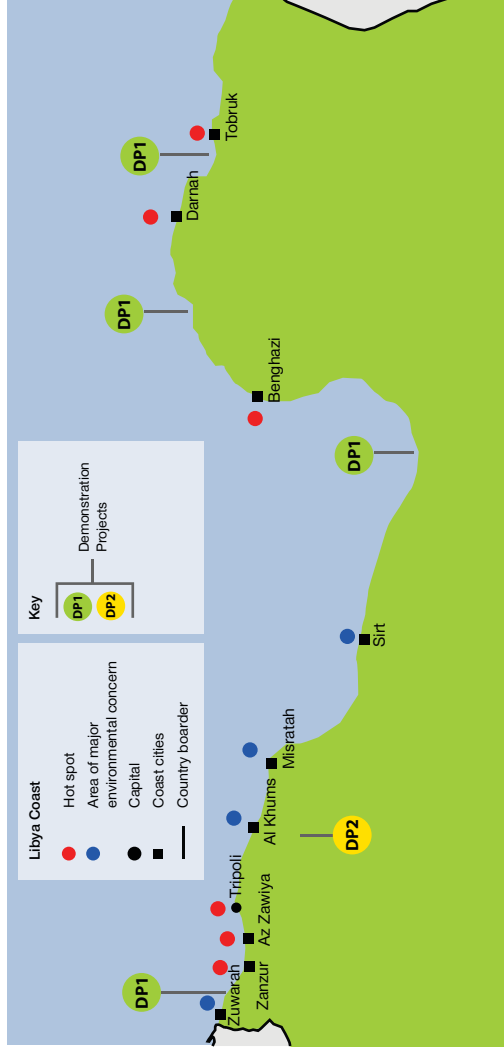 Libya Coast
Hot spot
Area of major
environmental concern
Capital
Coast cities
Country boarder
Key
DP1
DP2
Demonstration
Projects
DP1
Zuwarah
Zanzur
Az Zawiya
Tripoli
Al Khums
DP2
Misratah
Sirt
DP1
Benghazi
DP1
Darnah
DP1
Tobruk